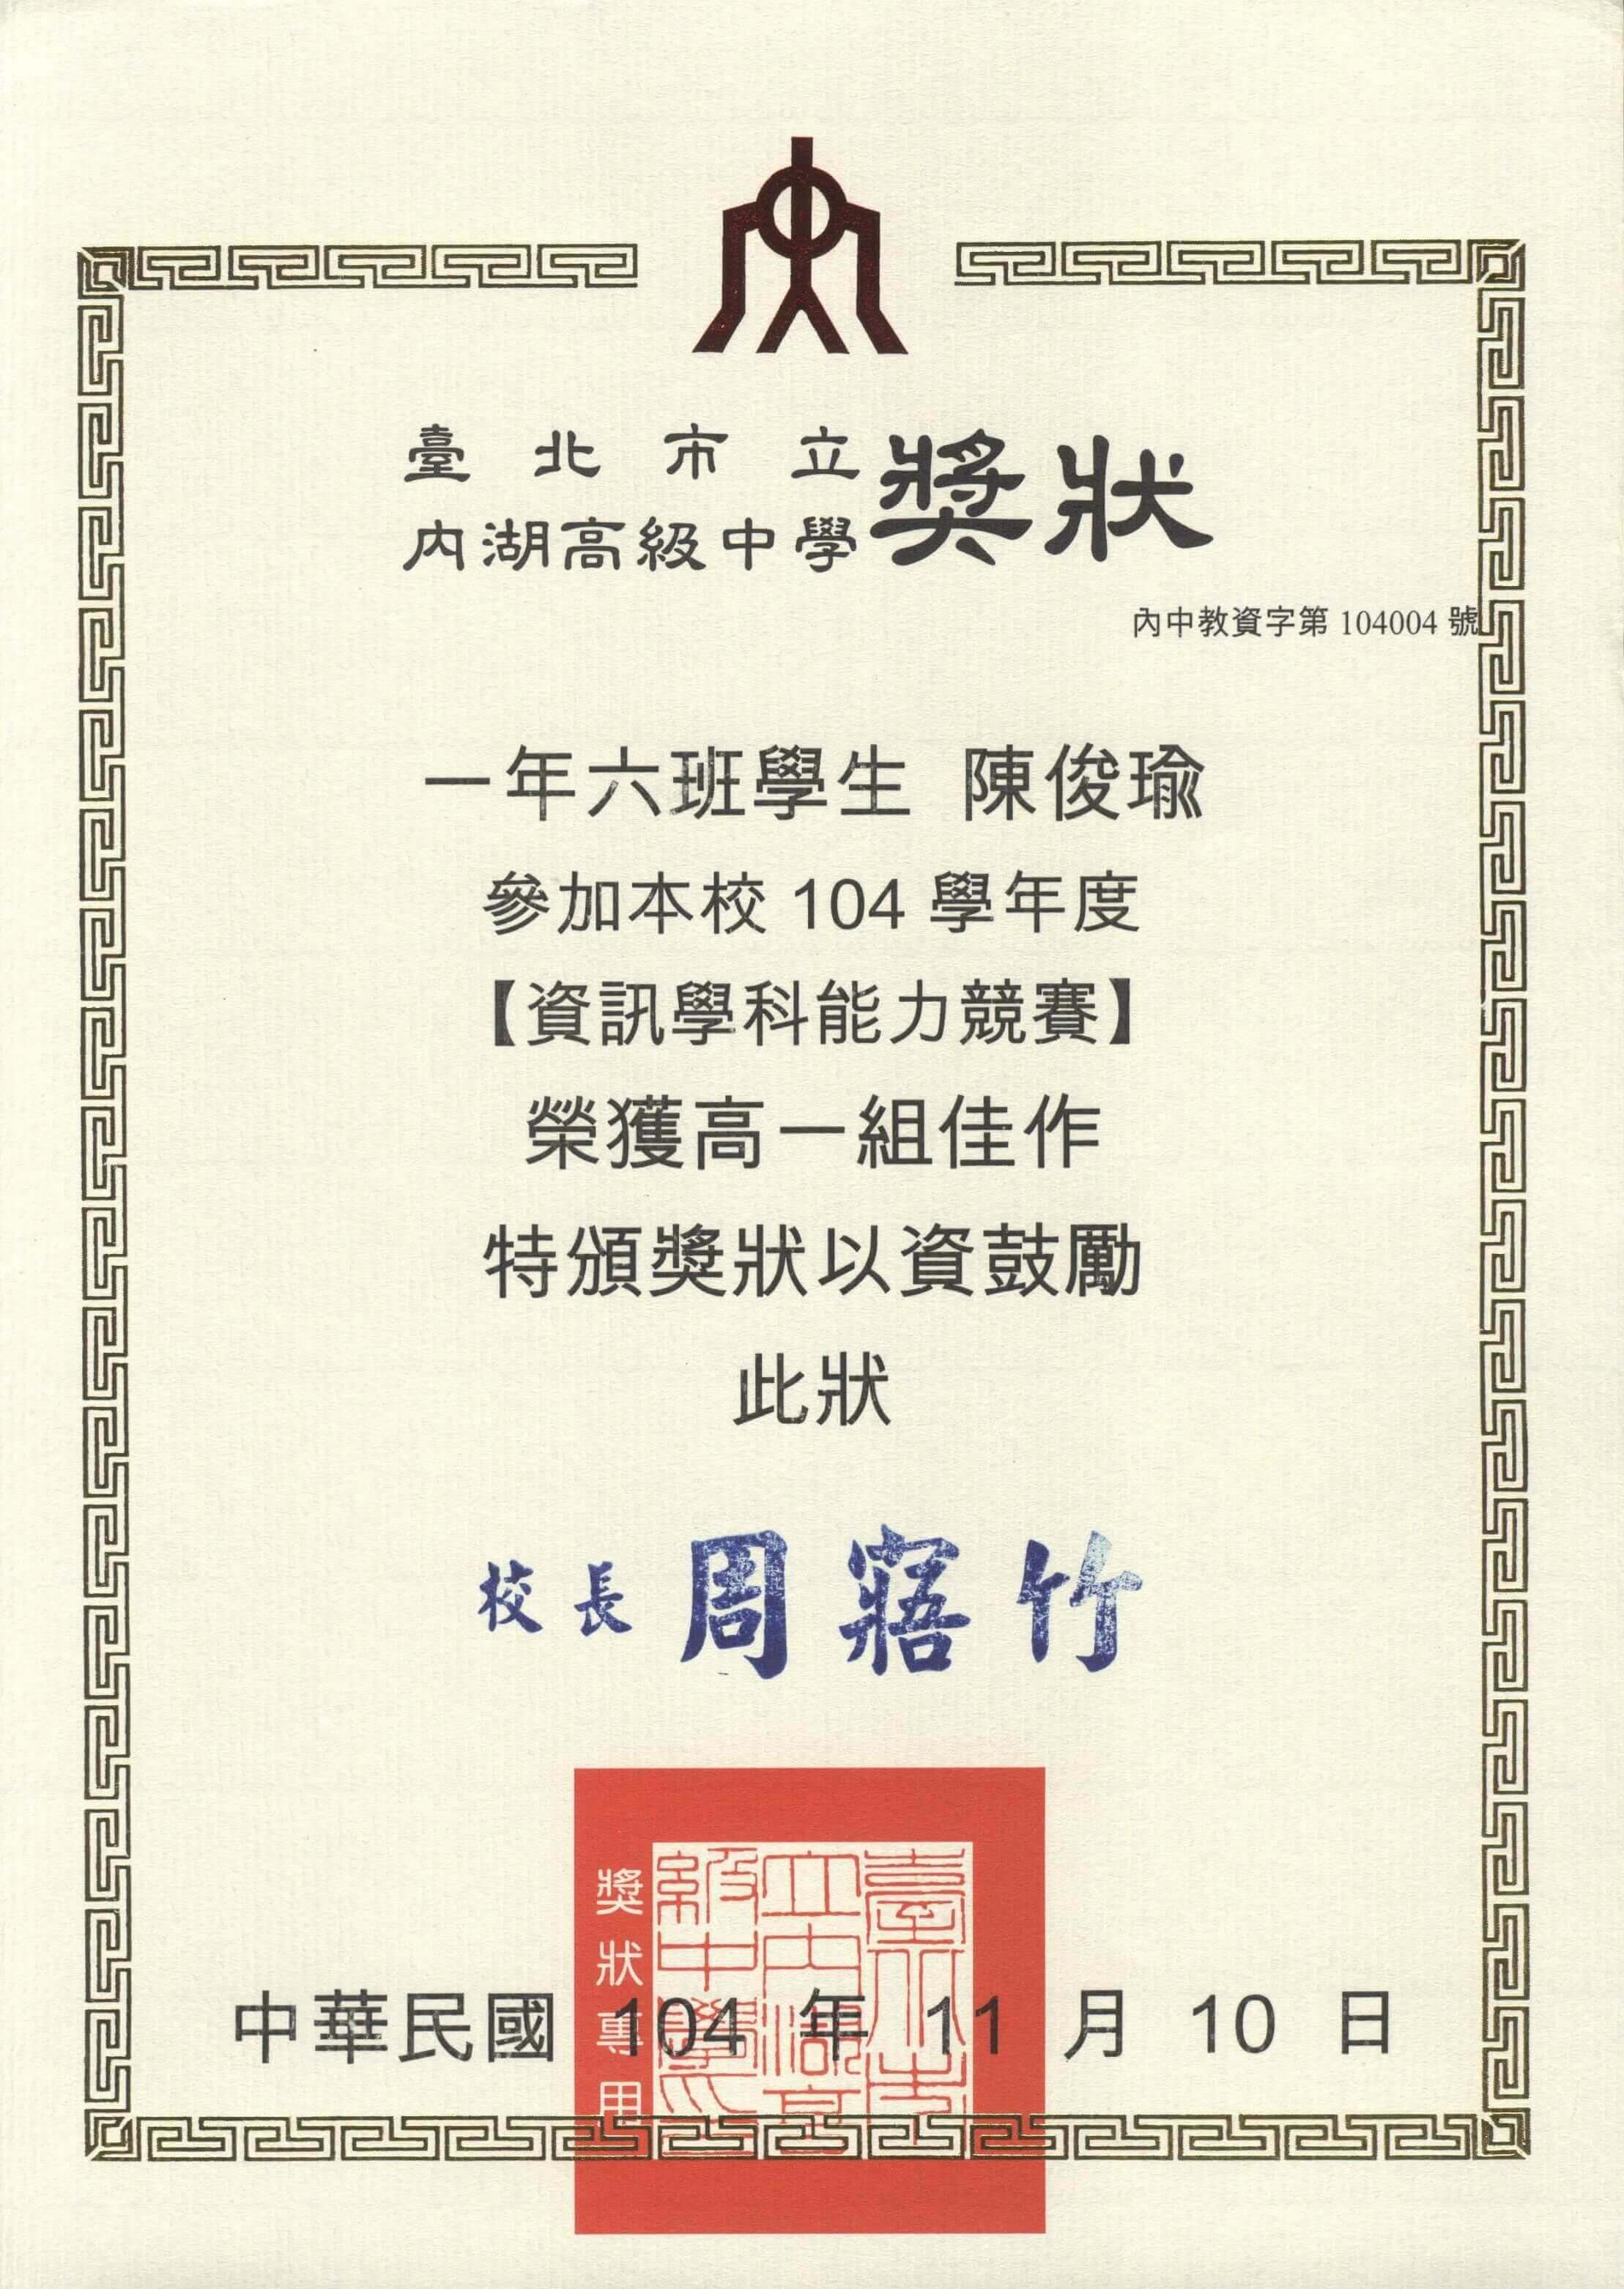 臺北市立
內湖高級中學
獎狀
內中教資字第 104004 號
一年六班學生 陳俊瑜
參加本校 104 學年度
【資訊學科能力競賽】
榮獲高一組佳作
特頒獎狀以資鼓勵
此狀
校長 周寤竹
臺北市
立內湖高
級中學
獎狀專用
中華民國 104 年 11 月 10 日